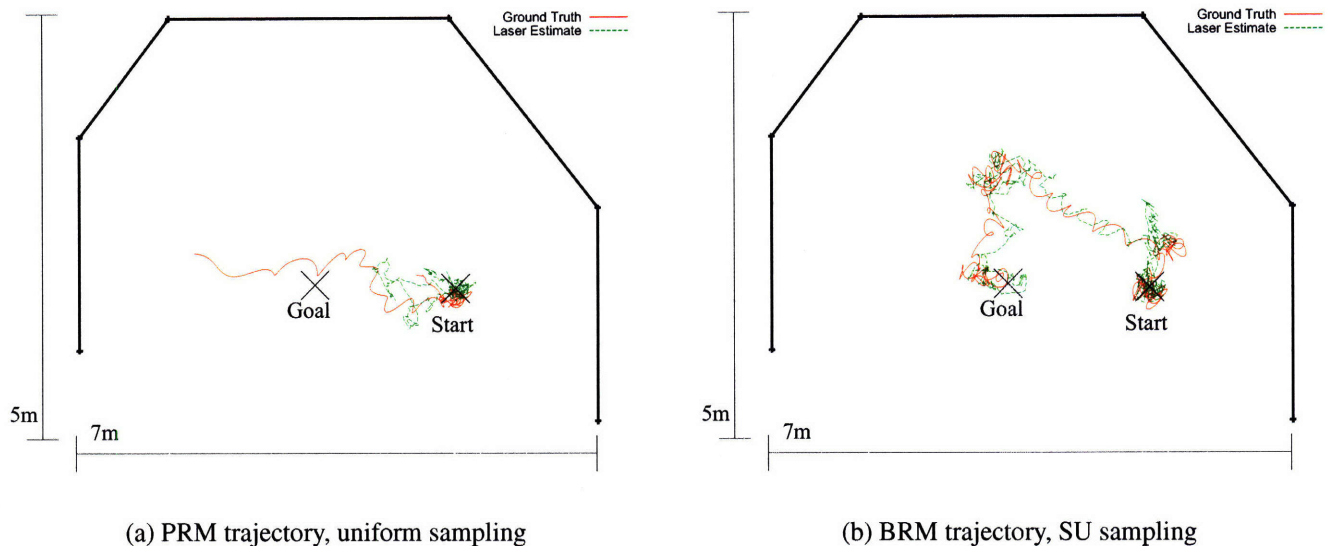 Ground Truth
Laser Estimate
Goal
Start
5m
7m
(a) PRM trajectory, uniform sampling
Ground Truth
Laser Estimate
Goal
Start
5m
7m
(b) BRM trajectory, SU sampling